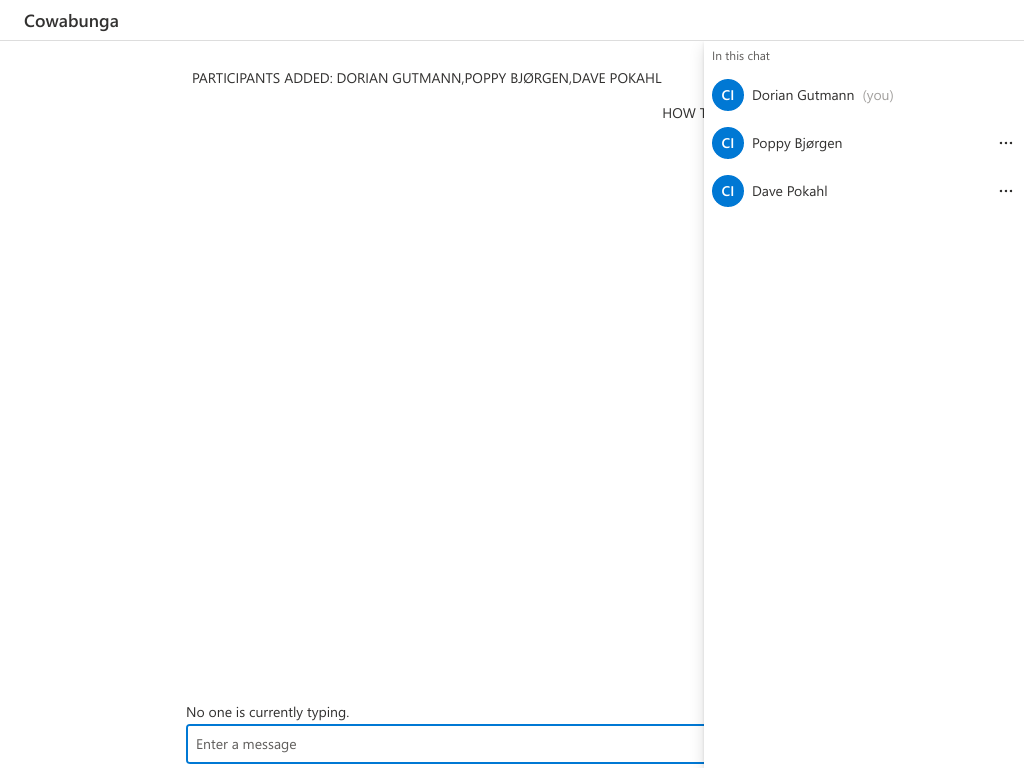 Cowabunga
PARTICIPANTS ADDED: DORIAN GUTMANN,POPPY BJØRGEN,DAVE POKAHL
HOW
In this chat
CI Dorian Gutmann (you)
CI Poppy Bjørgen
CI Dave Pokahl
No one is currently typing.
Enter a message